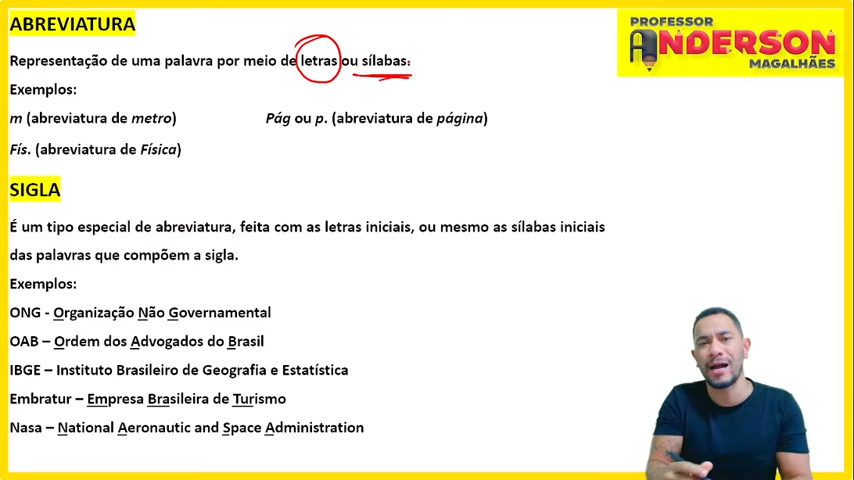 ABREVIATURA
PROFESSOR
ANDERSON
MAGALHÃES
Representação de uma palavra por meio de letras ou sílabas.
Exemplos:
m (abreviatura de metro) Pág ou p. (abreviatura de página)
Fís. (abreviatura de Física)
SIGLA
É um tipo especial de abreviatura, feita com as letras iniciais, ou mesmo as sílabas iniciais
das palavras que compõem a sigla.
Exemplos:
ONG - Organização Não Governamental
OAB – Ordem dos Advogados do Brasil
IBGE – Instituto Brasileiro de Geografia e Estatística
Embratur – Empresa Brasileira de Turismo
Nasa – National Aeronautic and Space Administration